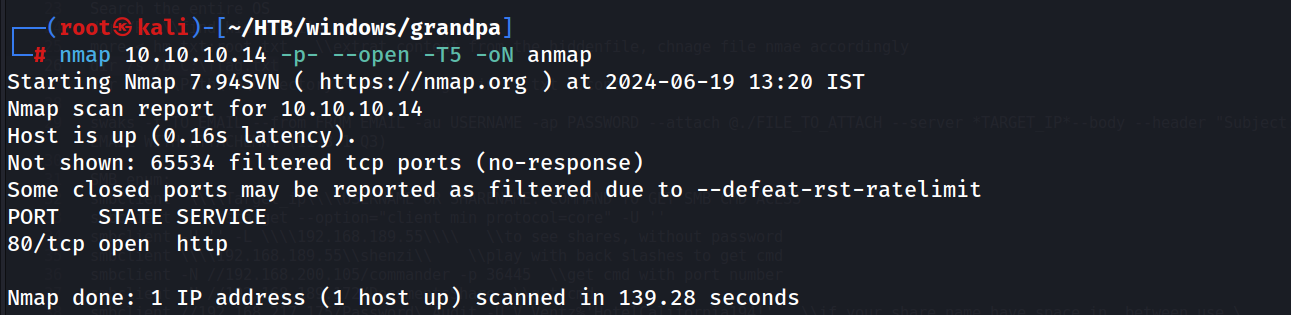 ┌──(root㉿kali)-[~/HTB/windows/grandpa]
└─# nmap 10.10.10.14 -p- --open -T5 -oN anmap
Starting Nmap 7.94SVN ( https://nmap.org ) at 2024-06-19 13:20 IST
Nmap scan report for 10.10.10.14
Host is up (0.16s latency).
Not shown: 65534 filtered tcp ports (no-response)
Some closed ports may be reported as filtered due to --defeat-rst-ratelimit
PORT   STATE SERVICE
80/tcp open  http
Nmap done: 1 IP address (1 host up) scanned in 139.28 seconds